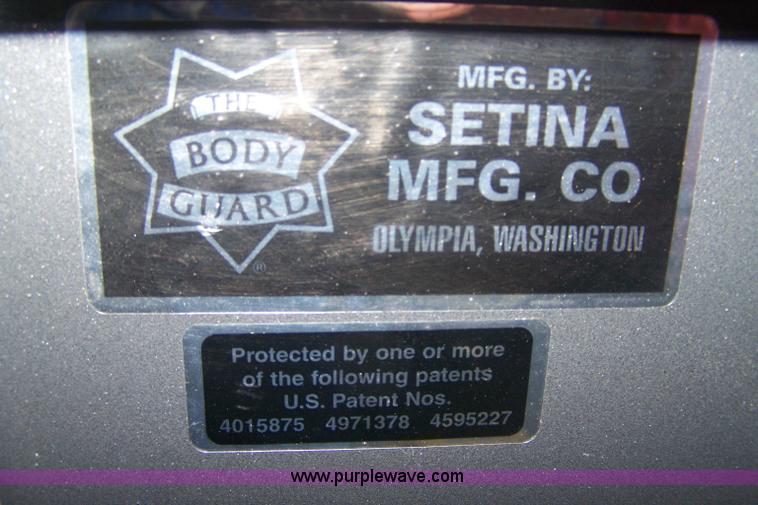 THE
BODY
GUARD
®
MFG. BY:
SETINA
MFG. CO
OLYMPIA, WASHINGTON
Protected by one or more
of the following patents
U.S. Patent Nos.
4015875 4971378 4595227
www.purplewave.com